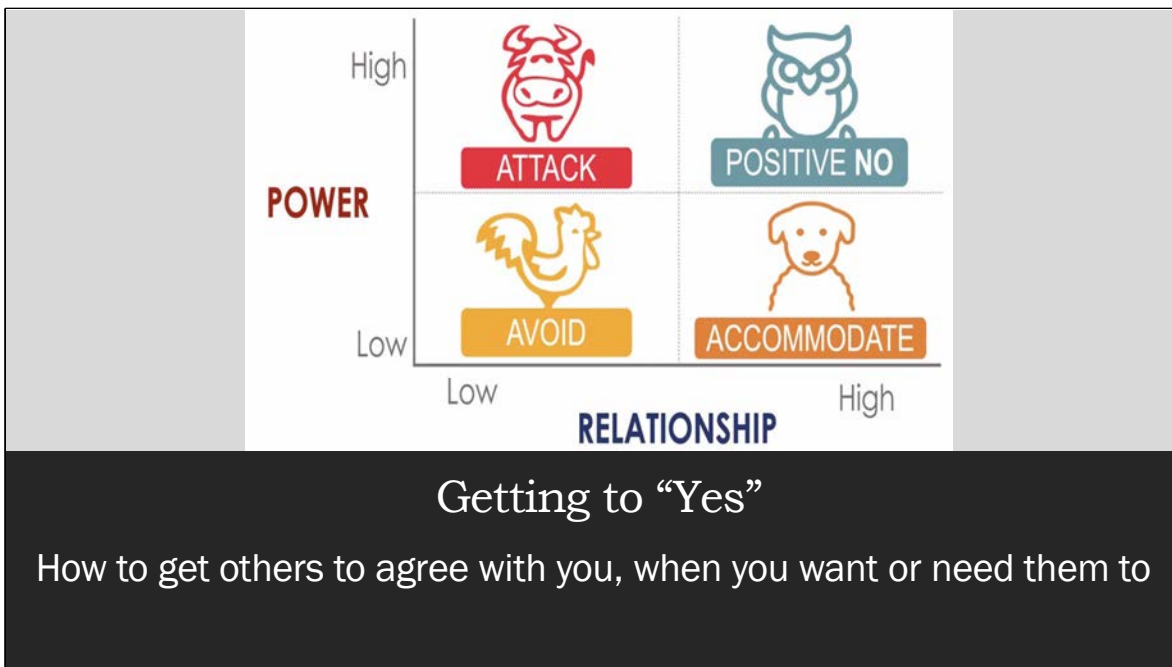 High
ATTACK
POSITIVE NO
POWER
Low
AVOID
ACCOMMODATE
Low
High
RELATIONSHIP
Getting to “Yes”
How to get others to agree with you, when you want or need them to